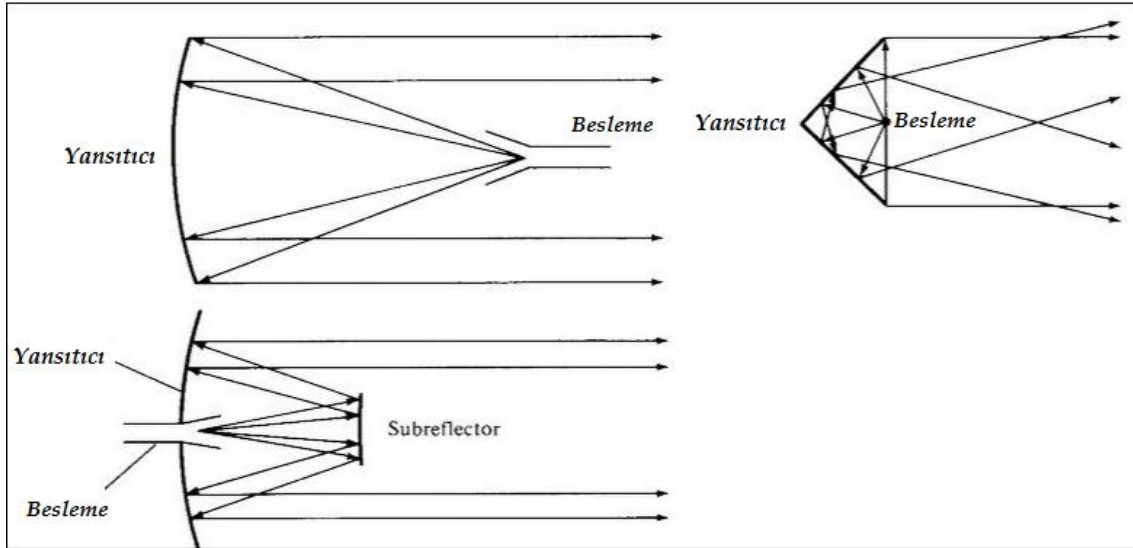 Besleme
Yansıtıcı
Yansıtıcı
Besleme
Yansıtıcı
Subreflector
Besleme